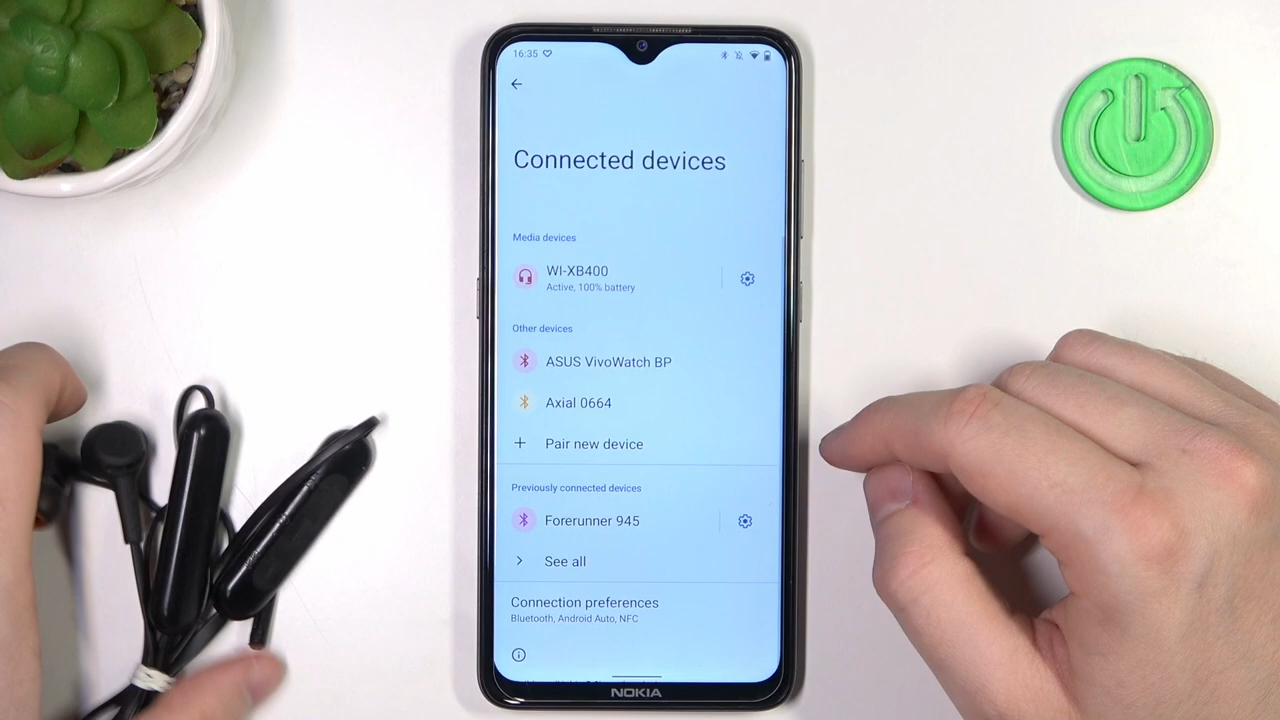 16:35
Connected devices
Media devices
WI-XB400
Active, 100% battery
Other devices
ASUS VivoWatch BP
Axial 0664
Pair new device
Previously connected devices
Forerunner 945
See all
Connection preferences
Bluetooth, Android Auto, NFC
NOKIA